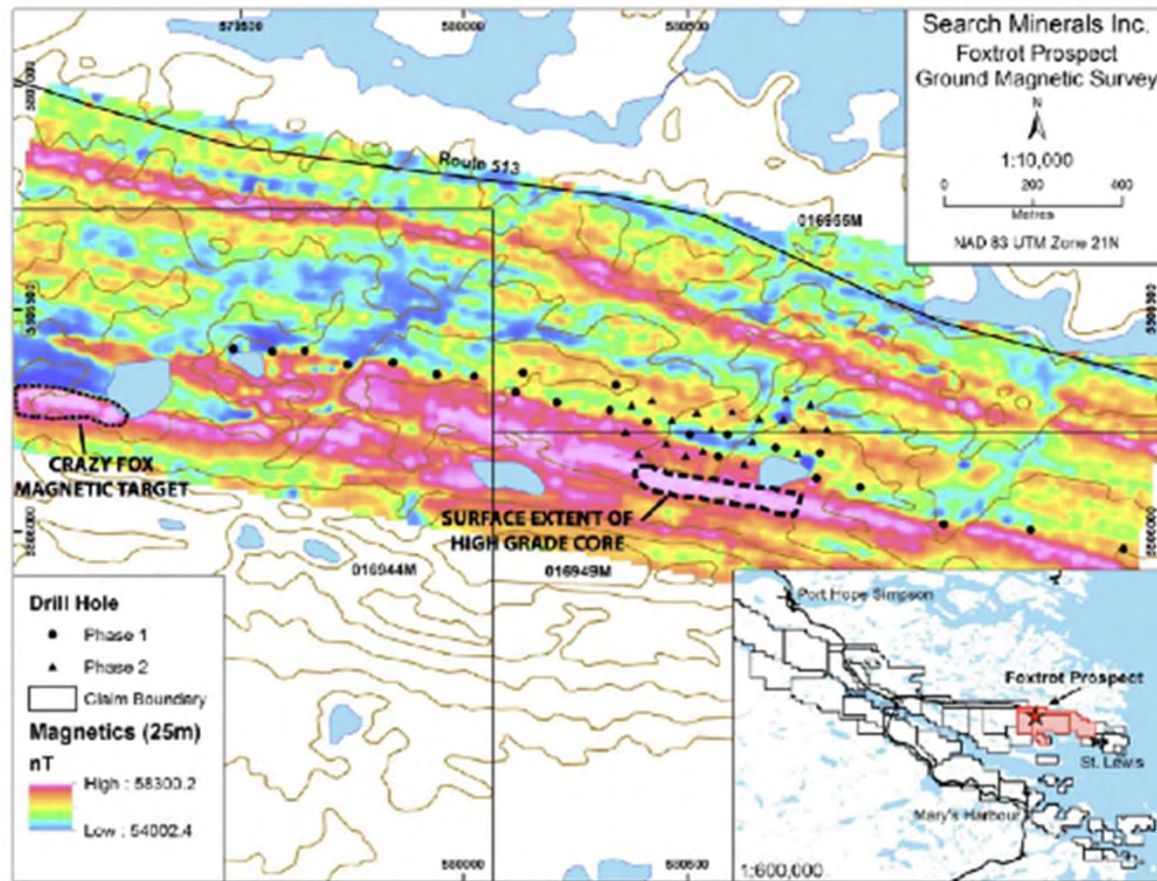 580000
580500
Search Minerals Inc.
Foxtrot Prospect
Ground Magnetic Survey
N
1:10,000
0 200 400
Metres
NAD 83 UTM Zone 21N
Route 513
CRAZY FOX
MAGNETIC TARGET
SURFACE EXTENT OF
HIGH GRADE CORE
016944M
016949M
Drill Hole
Phase 1
Phase 2
Claim Boundary
Magnetics (25m)
nT
High : 58300.2
Low : 54002.4
580000
580500
Port Hope Simpson
Foxtrot Prospect
St. Lewis
Mary's Harbour
1:600,000